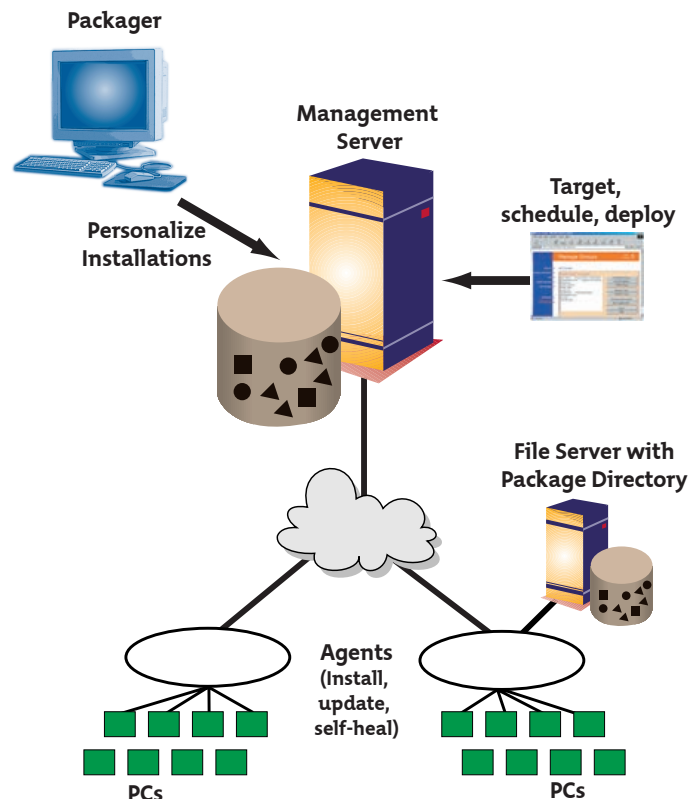 Packager
Management
Server
Target,
schedule, deploy
Personalize
Installations
File Server with
Package Directory
Agents
(Install,
update,
self-heal)
PCs
PCs